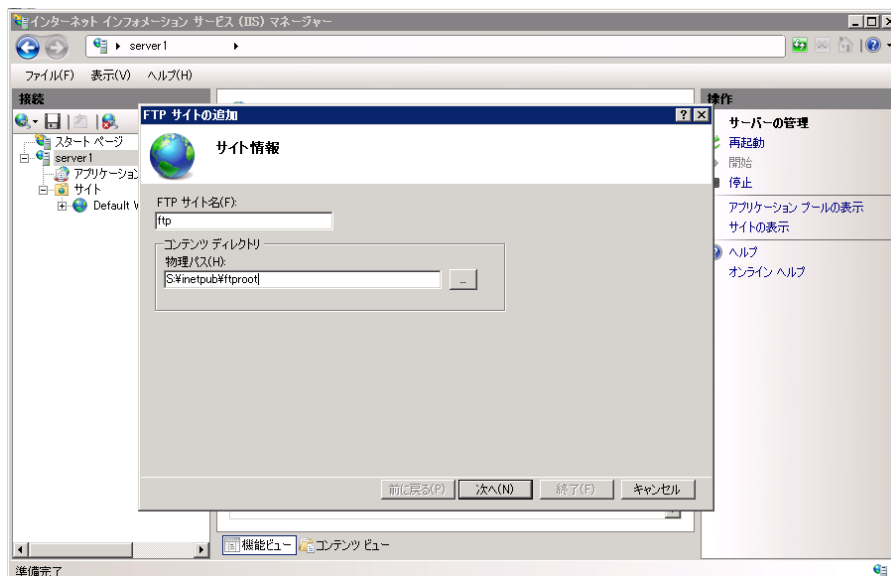 インターネット インフォメーション サービス (IIS) マネージャー
server1
ファイル(F) 表示(V) ヘルプ(H)
接続
スタート ページ
server1
アプリケーション
サイト
Default
FTP サイトの追加
サイト情報
FTP サイト名(F):
ftp
コンテンツ ディレクトリ
物理パス(H):
S:¥inetpub¥ftproot
...
前に戻る(P) 次へ(N) 終了(F) キャンセル
操作
サーバーの管理
再起動
開始
停止
アプリケーション プールの表示
サイトの表示
ヘルプ
オンライン ヘルプ
機能ビュー コンテンツ ビュー
準備完了